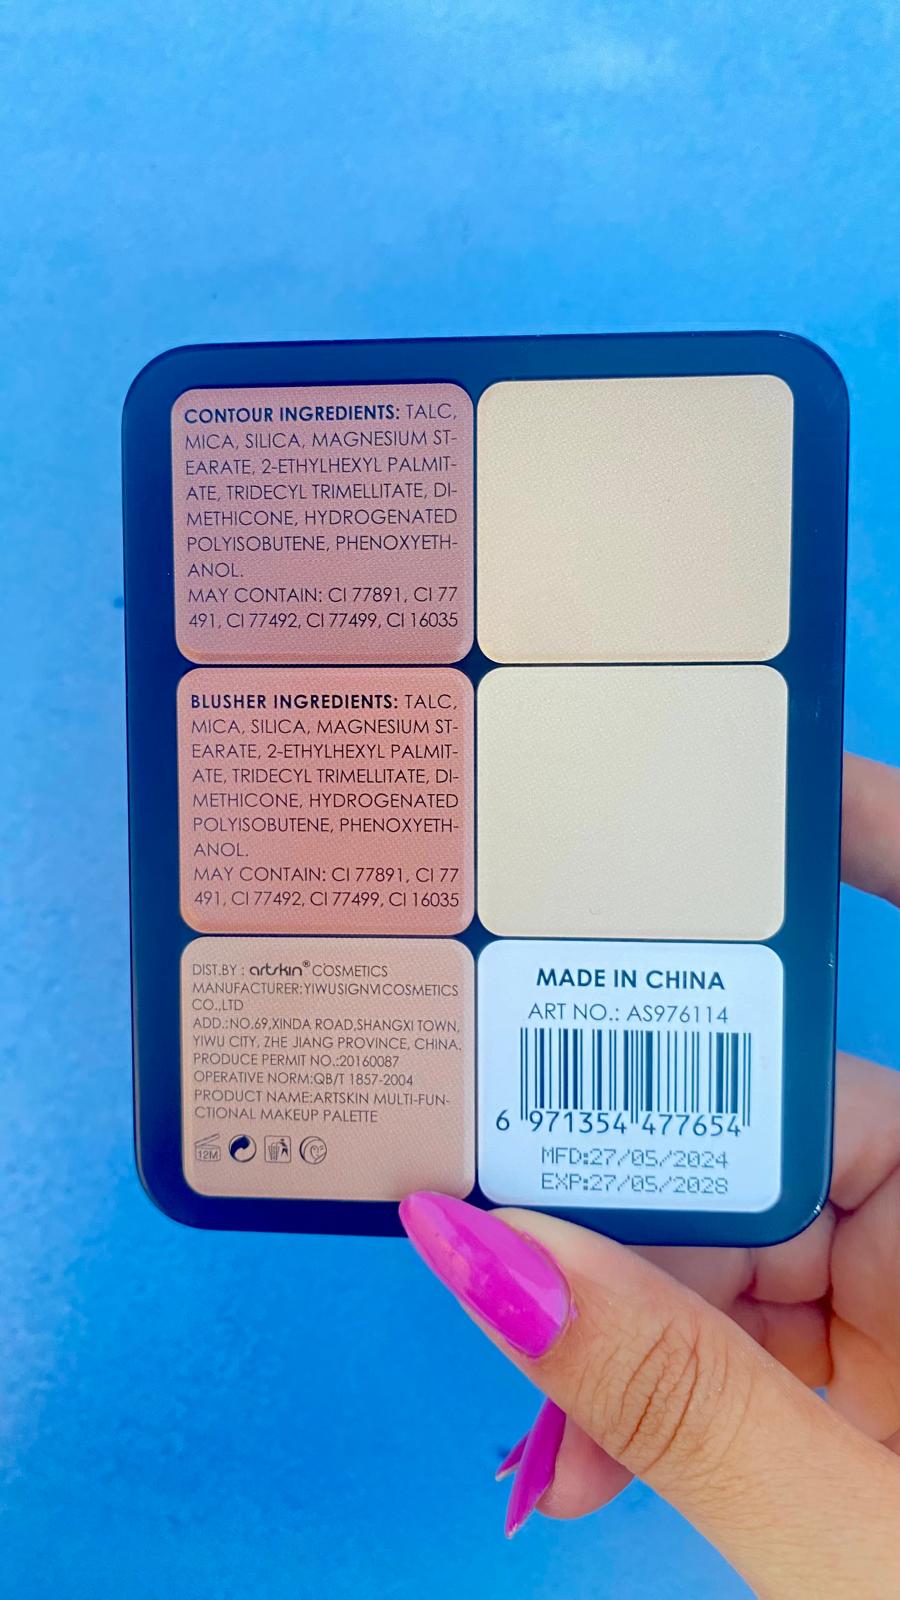 CONTOUR INGREDIENTS: TALC,
MICA, SILICA, MAGNESIUM ST-
EARATE, 2-ETHYLHEXYL PALMIT-
ATE, TRIDECYL TRIMELLITATE, DI-
METHICONE, HYDROGENATED
POLYISOBUTENE, PHENOXYETH-
ANOL.
MAY CONTAIN: CI 77891, CI 77
491, CI 77492, CI 77499, CI 16035
BLUSHER INGREDIENTS: TALC,
MICA, SILICA, MAGNESIUM ST-
EARATE, 2-ETHYLHEXYL PALMIT-
ATE, TRIDECYL TRIMELLITATE, DI-
METHICONE, HYDROGENATED
POLYISOBUTENE, PHENOXYETH-
ANOL.
MAY CONTAIN: CI 77891, CI 77
491, CI 77492, CI 77499, CI 16035
DIST.BY : artskin® COSMETICS
MANUFACTURER:YIWUSIGNVICOSMETICS
CO.,LTD
ADD.:NO.69,XINDA ROAD,SHANGXI TOWN,
YIWU CITY, ZHE JIANG PROVINCE, CHINA.
PRODUCE PERMIT NO.:20160087
OPERATIVE NORM:QB/T 1857-2004
PRODUCT NAME:ARTSKIN MULTI-FUN-
CTIONAL MAKEUP PALETTE
12M
MADE IN CHINA
ART NO.: AS976114
6 971354 477654
MFD:27/05/2024
EXP:27/05/2028